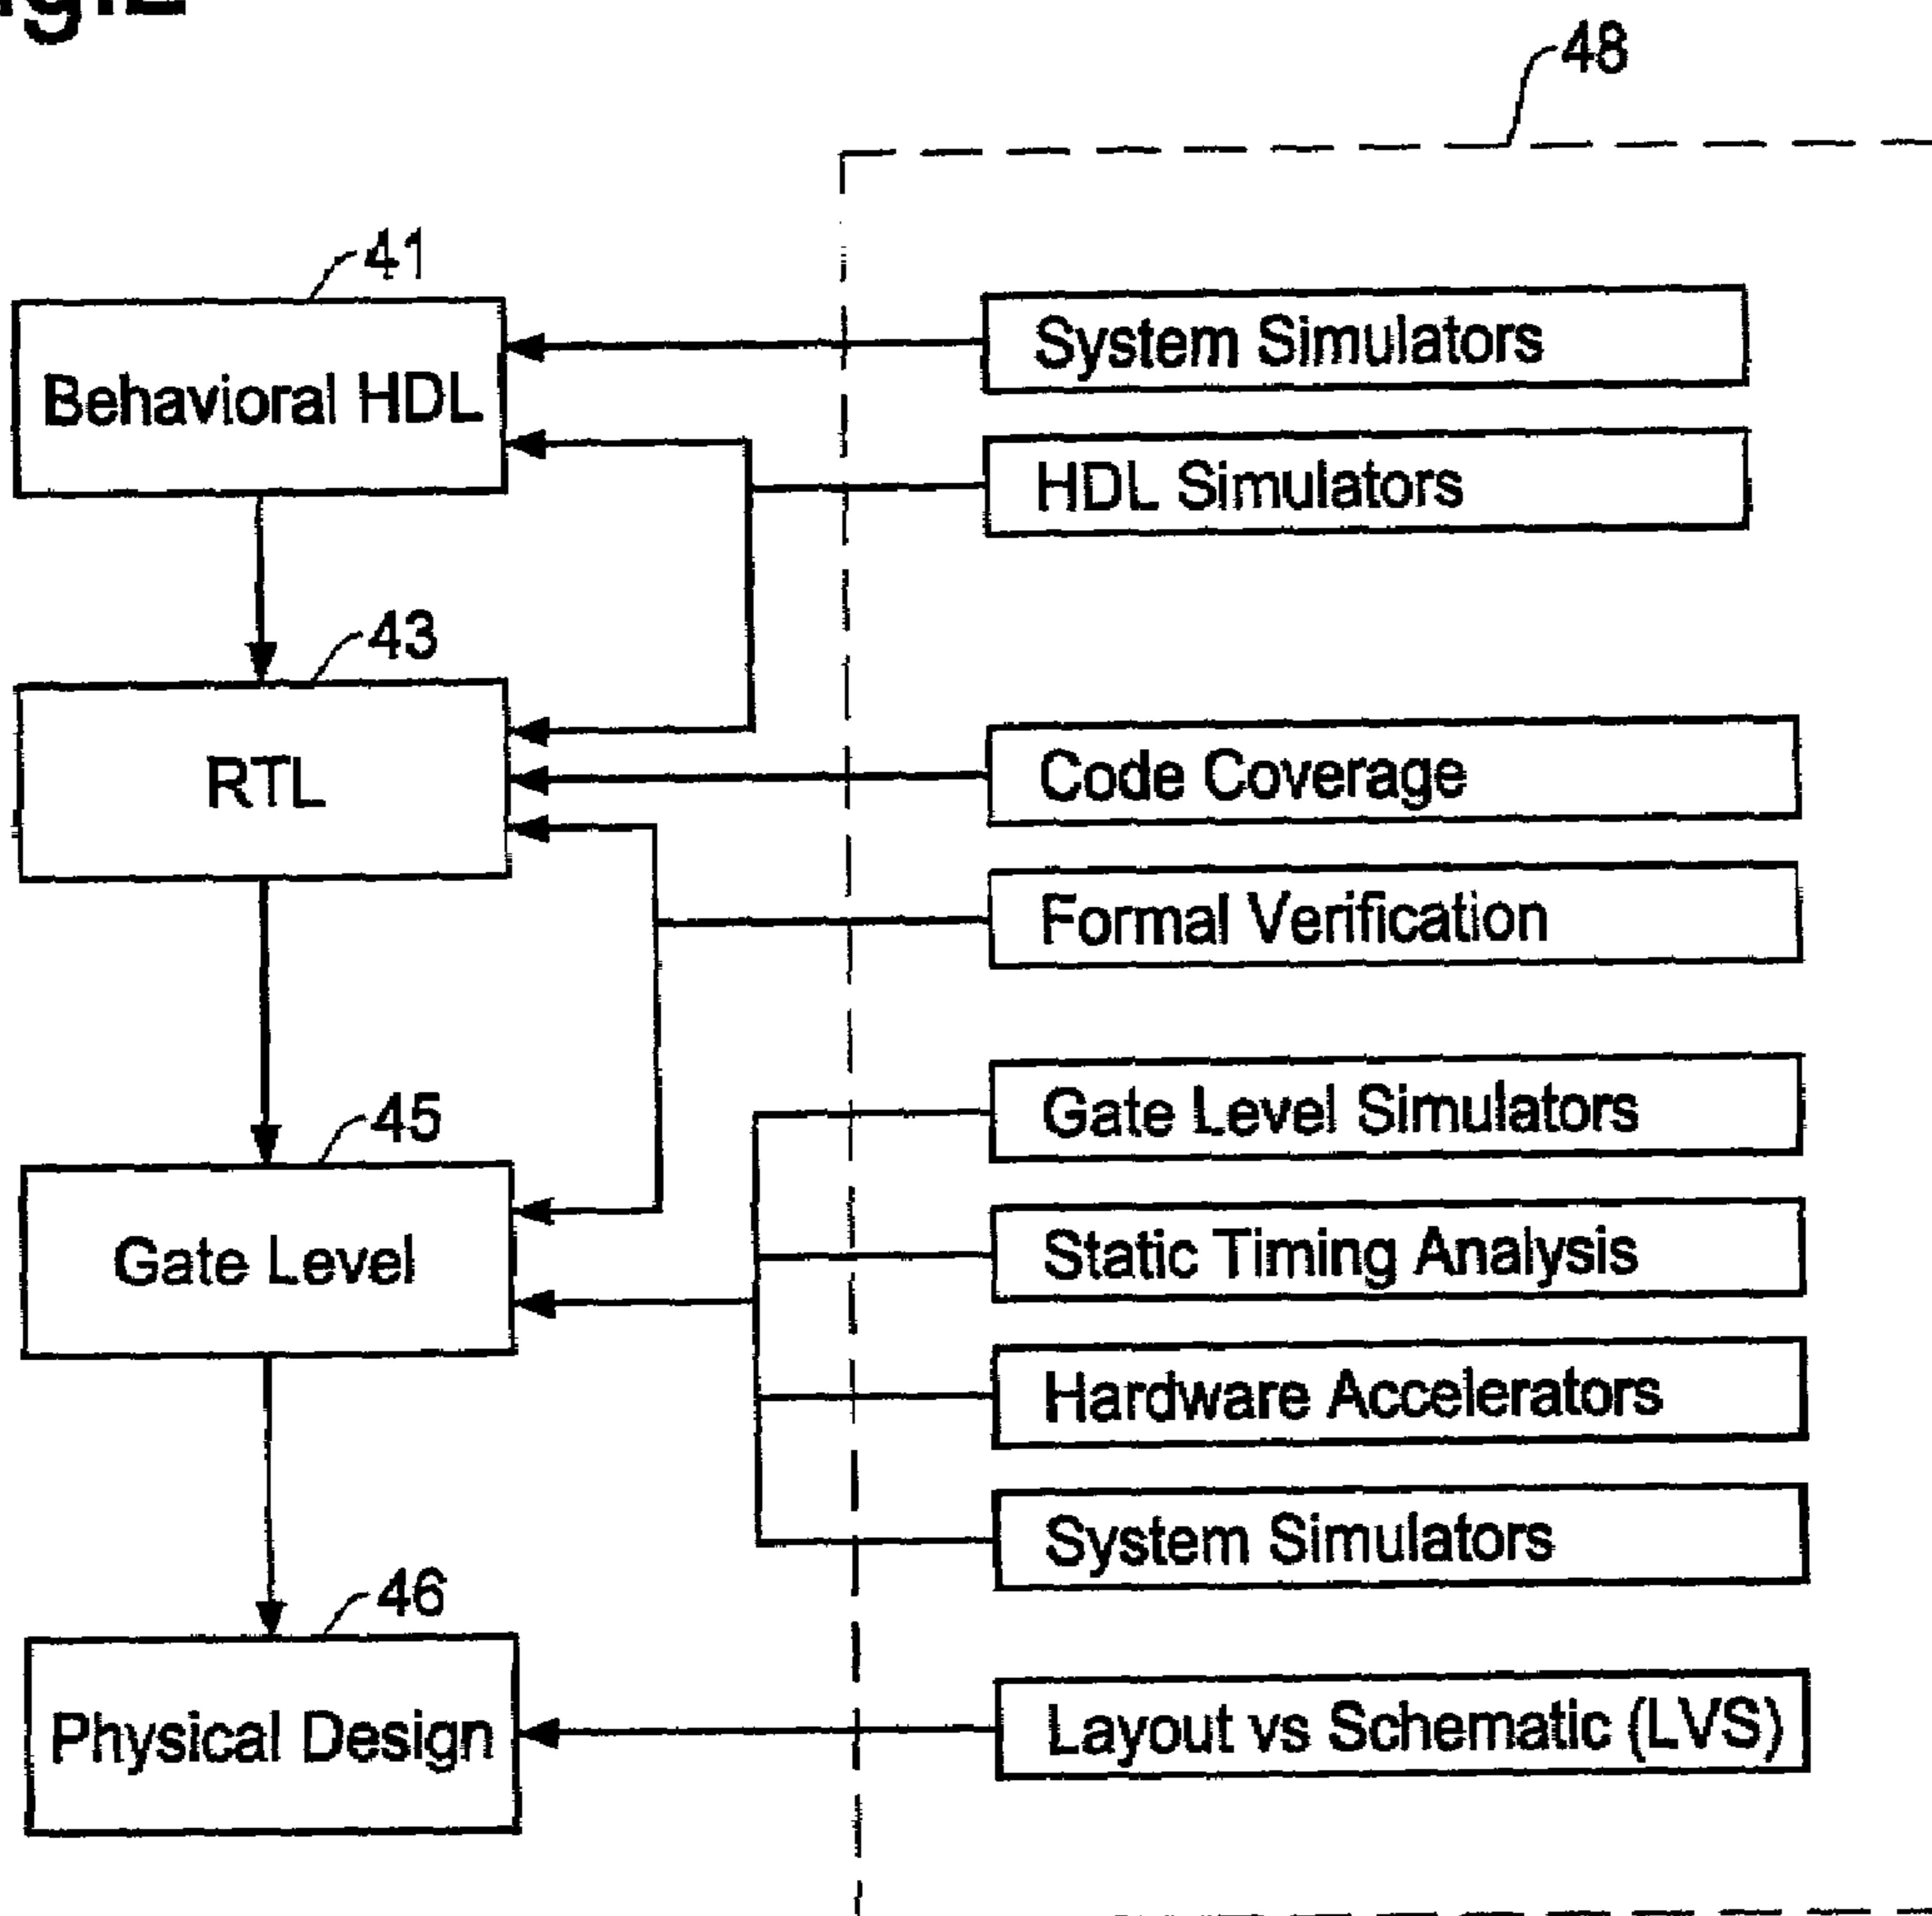 48
41
System Simulators
Behavioral HDL
HDL Simulators
43
Code Coverage
RTL
Formal Verification
Gate Level Simulators
45
Static Timing Analysis
Gate Level
Hardware Accelerators
System Simulators
46
Layout vs Schematic (LVS)
Physical Design